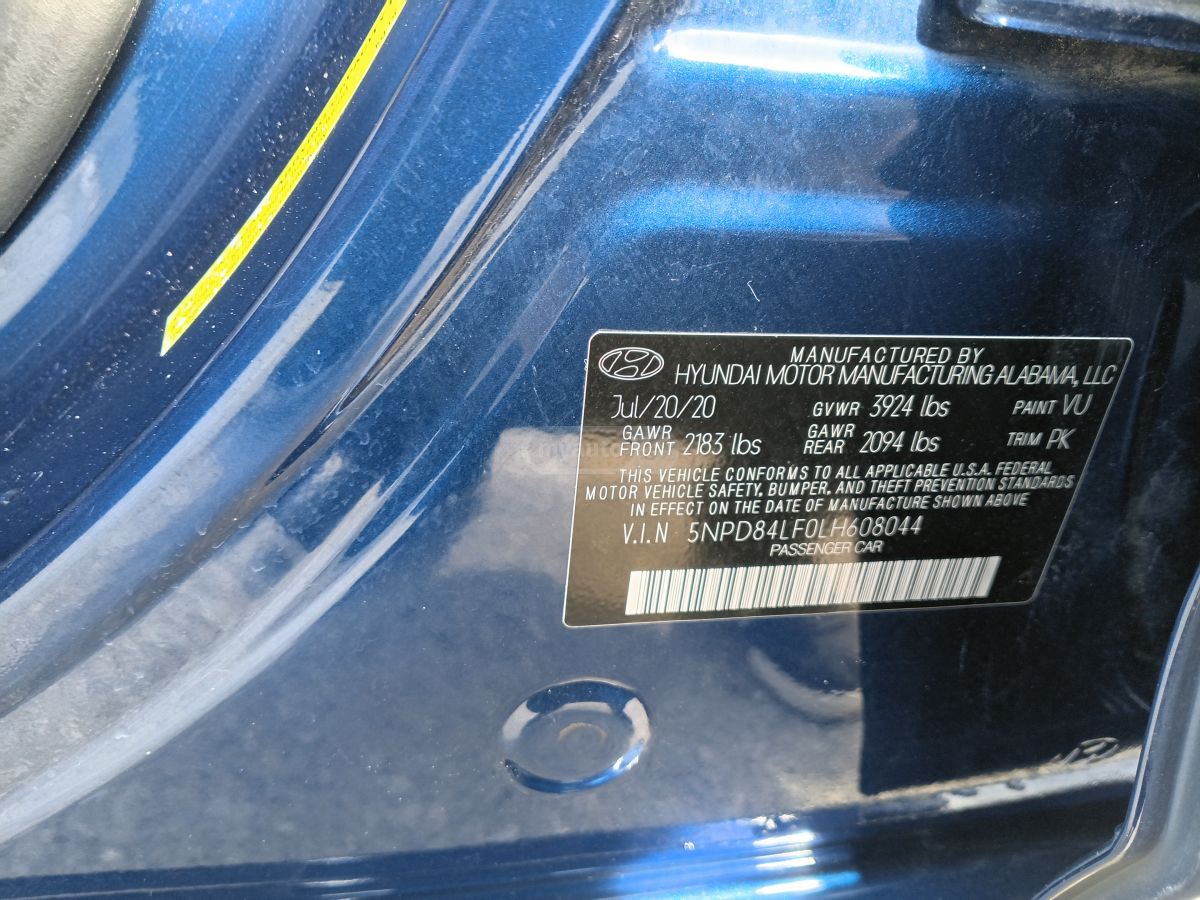 MANUFACTURED BY
HYUNDAI MOTOR MANUFACTURING ALABAMA, LLC
Jul/20/20 GVWR 3924 lbs PAINT VU
GAWR FRONT 2183 lbs GAWR REAR 2094 lbs TRIM PK
THIS VEHICLE CONFORMS TO ALL APPLICABLE U.S.A. FEDERAL
MOTOR VEHICLE SAFETY, BUMPER, AND THEFT PREVENTION STANDARDS
IN EFFECT ON THE DATE OF MANUFACTURE SHOWN ABOVE
V.I.N 5NPD84LF0LH608044
PASSENGER CAR